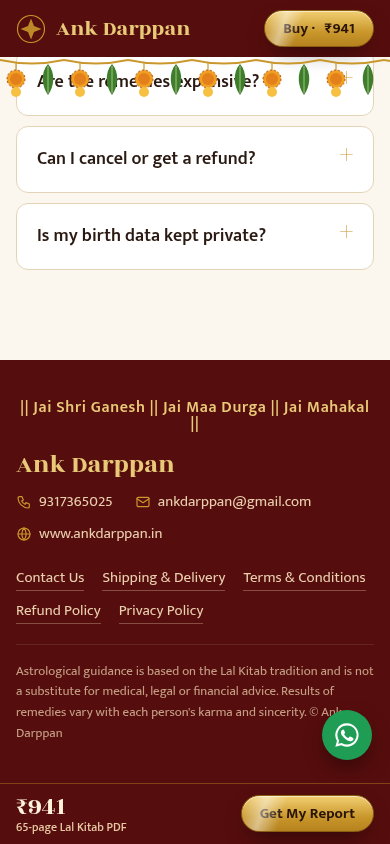 Ank Darppan
Buy · ₹941
Are the remedies expensive?
Can I cancel or get a refund?
Is my birth data kept private?
|| Jai Shri Ganesh || Jai Maa Durga || Jai Mahakal
||
Ank Darppan
9317365025 ankdarppan@gmail.com
www.ankdarppan.in
Contact Us Shipping & Delivery Terms & Conditions
Refund Policy Privacy Policy
Astrological guidance is based on the Lal Kitab tradition and is not
a substitute for medical, legal or financial advice. Results of
remedies vary with each person's karma and sincerity. © Ank
Darppan
₹941
65-page Lal Kitab PDF
Get My Report